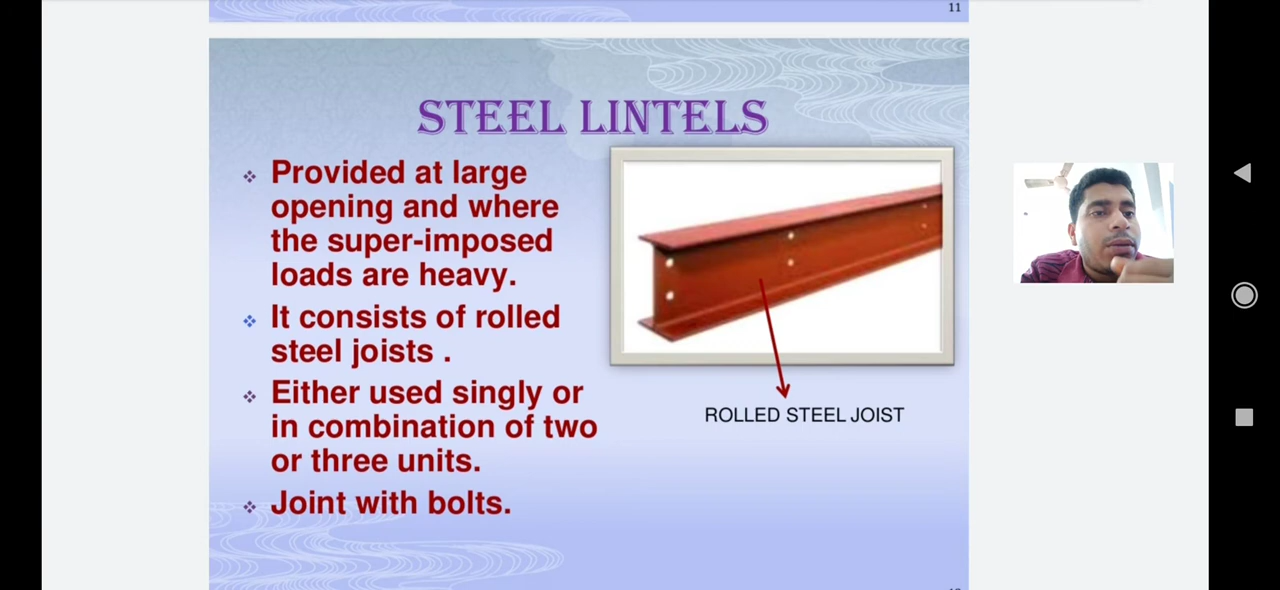 11
STEEL LINTELS
Provided at large
opening and where
the super-imposed
loads are heavy.
It consists of rolled
steel joists .
Either used singly or
in combination of two
or three units.
Joint with bolts.
ROLLED STEEL JOIST